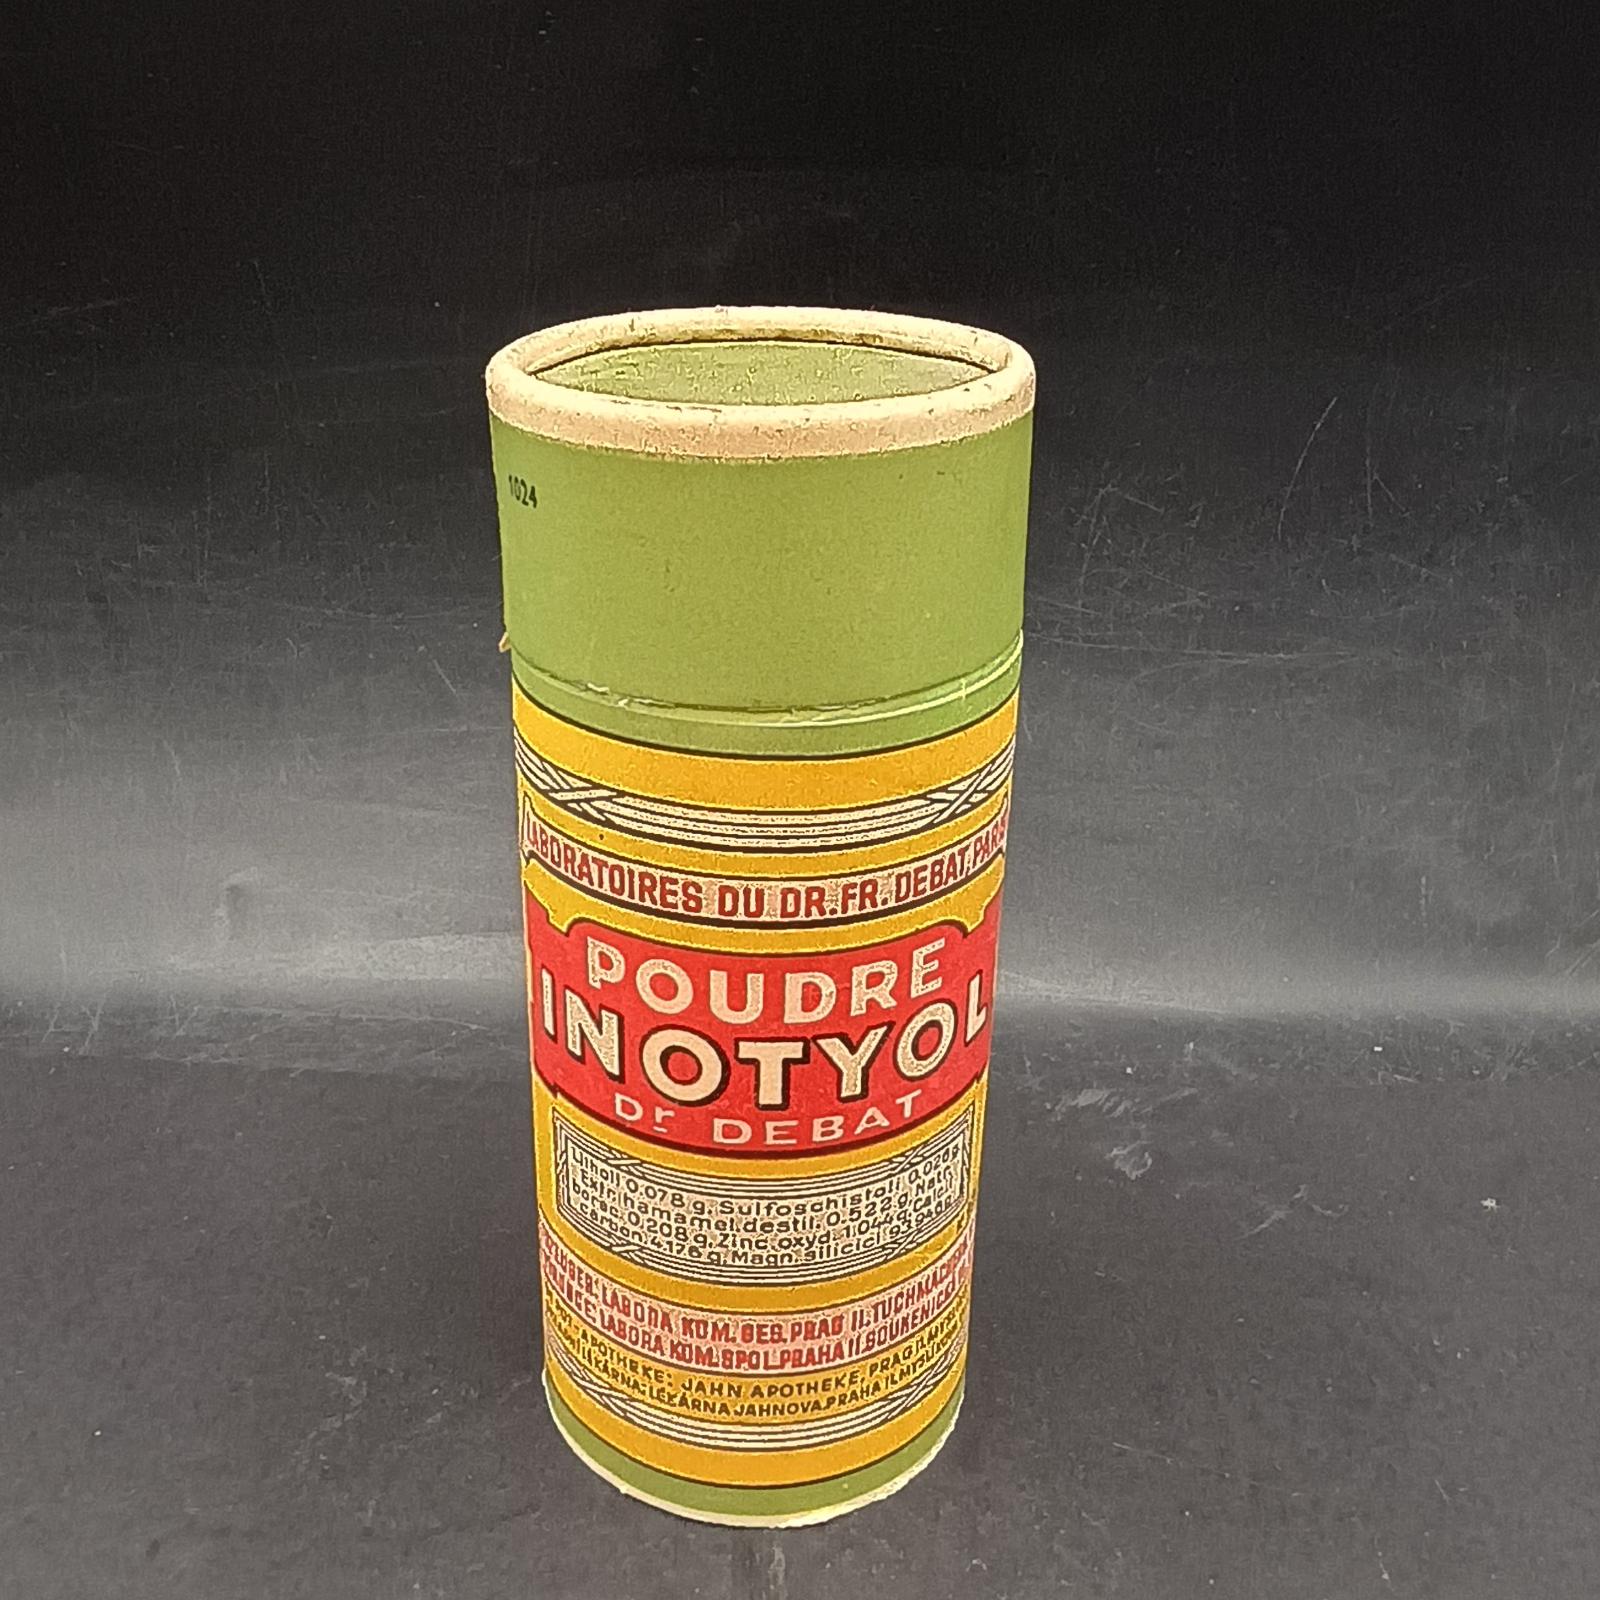 1024
LABORATOIRES DU DR.FR. DEBAT, PARIS
POUDRE
INOTYOL
Dr DEBAT
Litholi 0.078 g. Sulfoschistoli 0.026 g
Extr. hamamel. destil. 0.522 g. Natr.
borac. 0.208 g. Zinc. oxyd. 1.044 g. Calc.
carbon. 4.176 g. Magn. silicici
LABORA KOM. GES. PRAG II. TUCHMACHER
LABORA KOM. SPOL. PRAHA II. SOUKENICKÁ
APOTHEKE: JAHN APOTHEKE, PRAG II.
LÉKÁRNA: LÉKÁRNA JAHNOVA, PRAHA II.